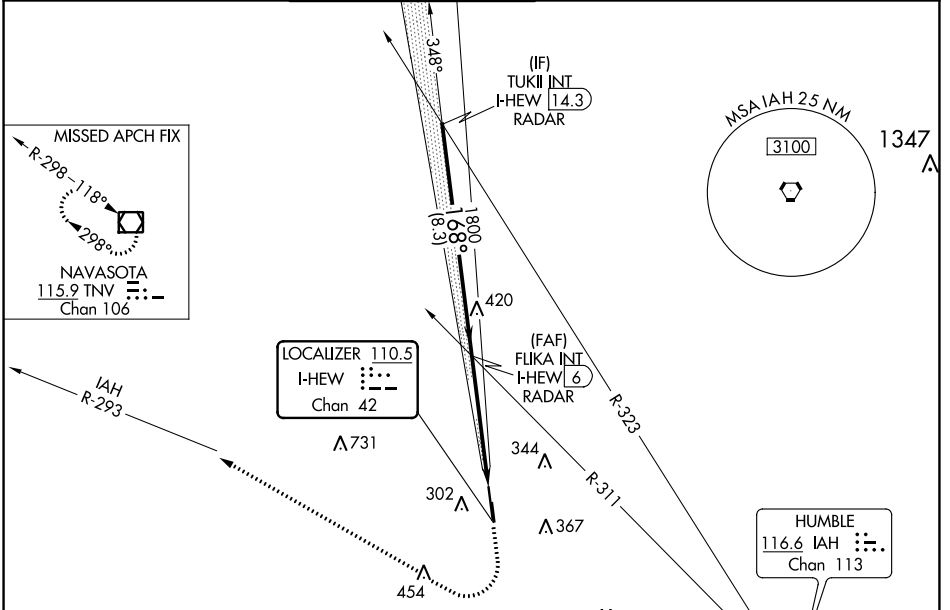 348°
(IF)
TUKII INT
I-HEW 14.3
RADAR
MSA IAH 25 NM
3100
1347
MISSED APCH FIX
R-298
118°
298°
NAVASOTA
115.9 TNV
Chan 106
1800
168°
(8.3)
420
(FAF)
FLIKA INT
I-HEW 6
RADAR
LOCALIZER 110.5
I-HEW
Chan 42
IAH
R-293
R-323
731
344
R-311
302
367
HUMBLE
116.6 IAH
Chan 113
454